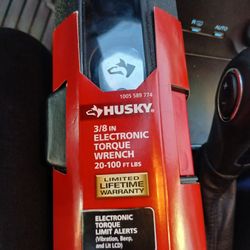 1005 589 774
HUSKY
3/8 IN
ELECTRONIC
TORQUE
WRENCH
20-100 FT LBS
LIMITED
LIFETIME
WARRANTY
ELECTRONIC
TORQUE
LIMIT ALERTS
(Vibration, Beep,
and Lit LCD)